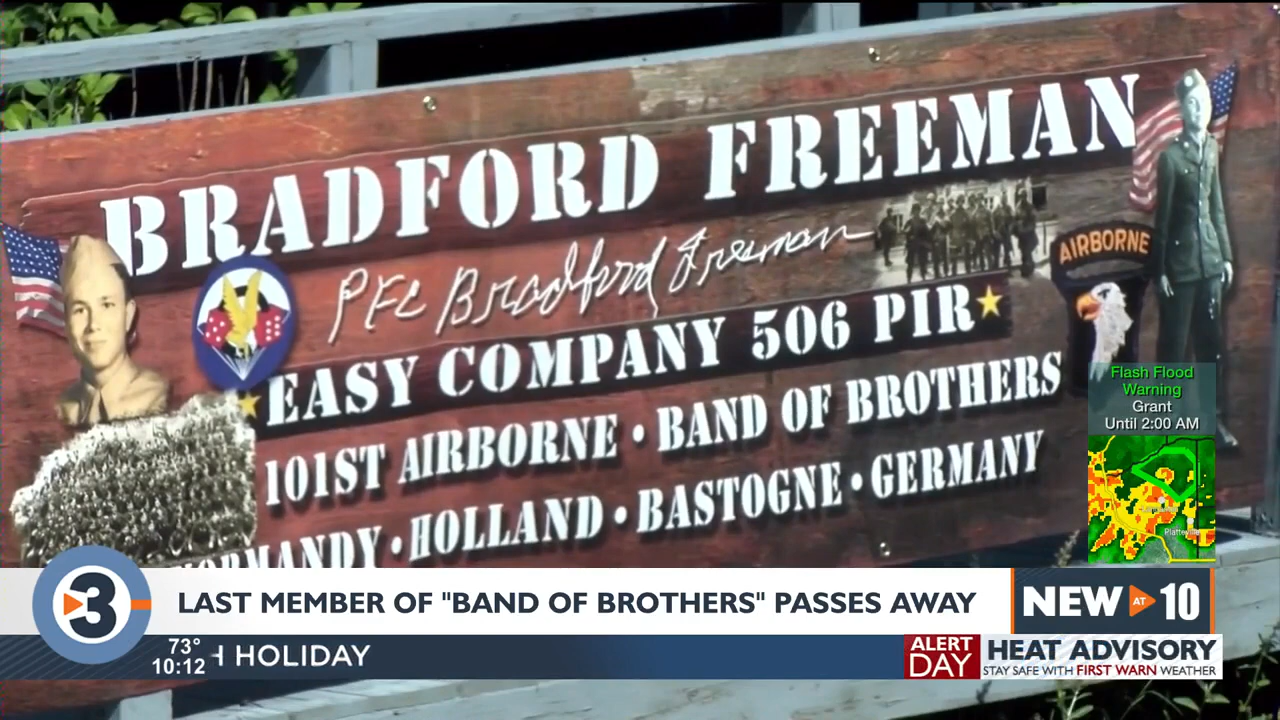 BRADFORD FREEMAN
PFC Bradford Freeman
AIRBORNE
EASY COMPANY 506 PIR
101ST AIRBORNE • BAND OF BROTHERS
NORMANDY • HOLLAND • BASTOGNE • GERMANY
Flash Flood
Warning
Grant
Until 2:00 AM
3
LAST MEMBER OF "BAND OF BROTHERS" PASSES AWAY
NEW AT 10
73°
10:12
H HOLIDAY
ALERT
DAY
HEAT ADVISORY
STAY SAFE WITH FIRST WARN WEATHER